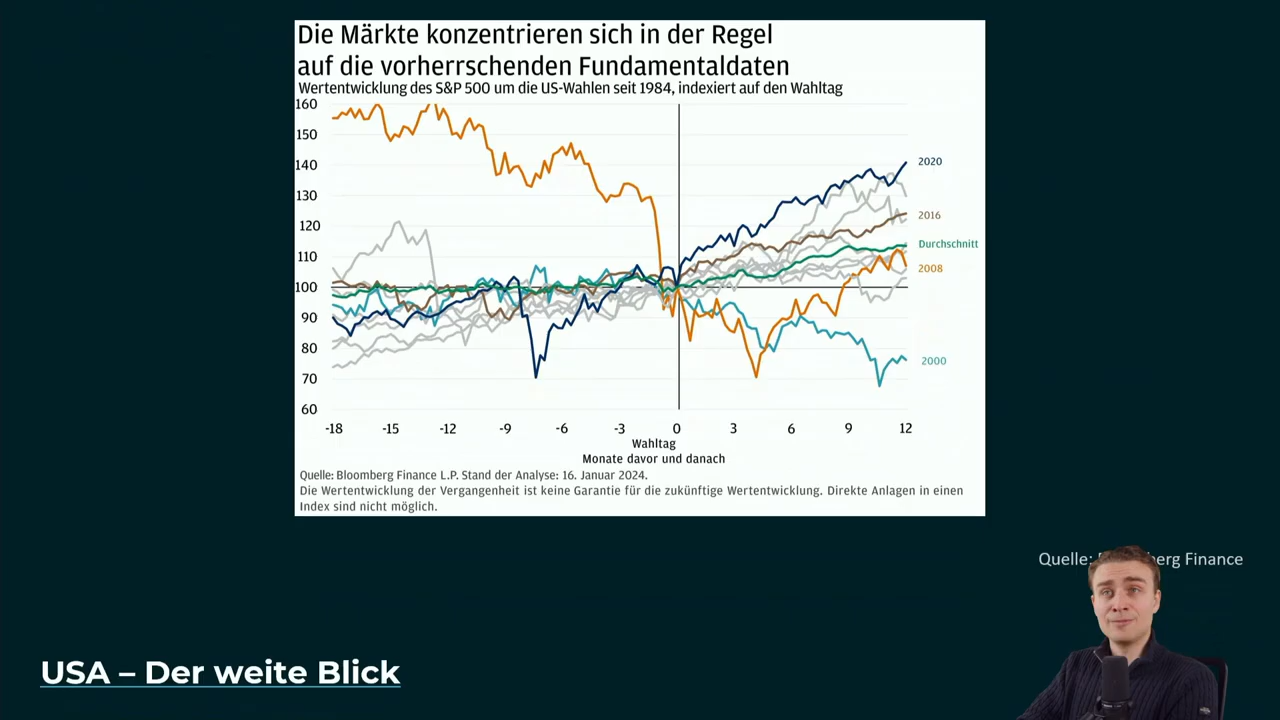 Die Märkte konzentrieren sich in der Regel
auf die vorherrschenden Fundamentaldaten
Wertentwicklung des S&P 500 um die US-Wahlen seit 1984, indexiert auf den Wahltag
160
150
140
130
120
110
100
90
80
70
60
2020
2016
Durchschnitt
2008
2000
-18 -15 -12 -9 -6 -3 0 3 6 9 12
Wahltag
Monate davor und danach
Quelle: Bloomberg Finance L.P. Stand der Analyse: 16. Januar 2024.
Die Wertentwicklung der Vergangenheit ist keine Garantie für die zukünftige Wertentwicklung. Direkte Anlagen in einen
Index sind nicht möglich.
Quelle: Finance
USA – Der weite Blick